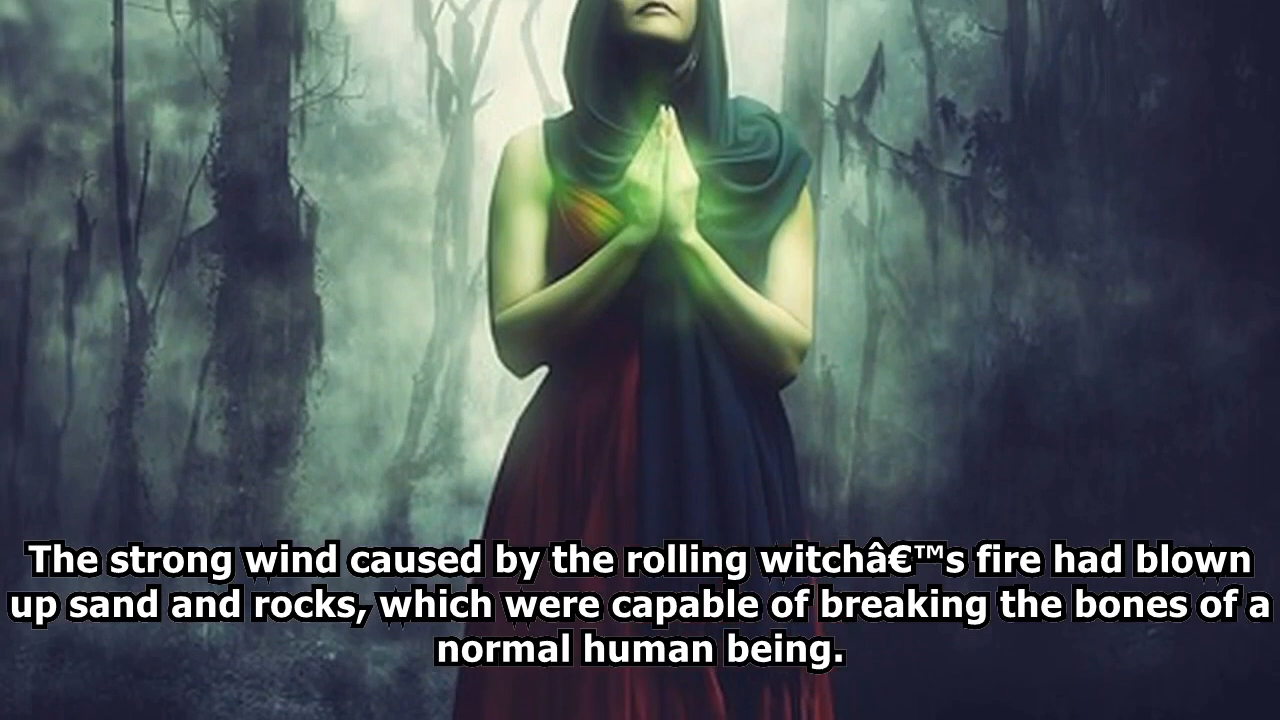 The strong wind caused by the rolling witchâ€™s fire had blown
up sand and rocks, which were capable of breaking the bones of a
normal human being.